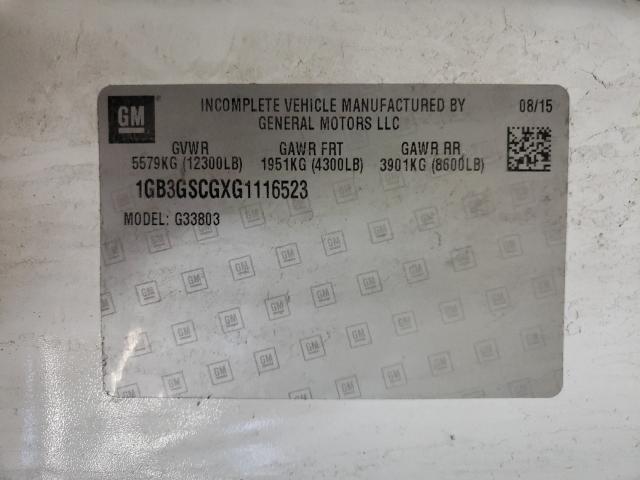 GM
INCOMPLETE VEHICLE MANUFACTURED BY
08/15
GENERAL MOTORS LLC
GVWR GAWR FRT GAWR RR
5579KG (12300LB) 1951KG (4300LB) 3901KG (8600LB)
1GB3GSCGXG1116523
MODEL: G33803